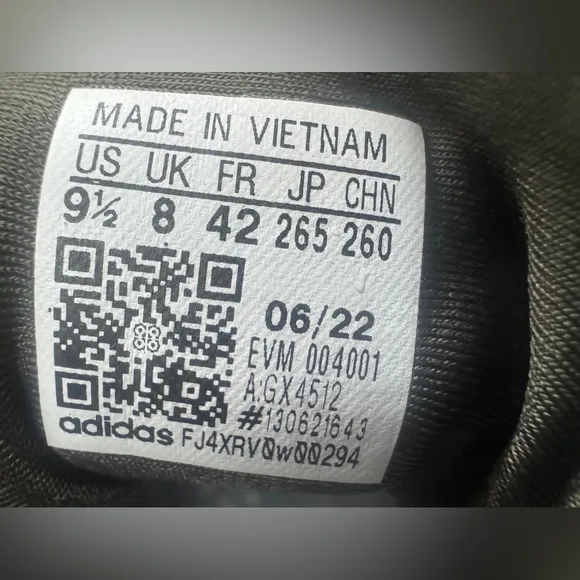 MADE IN VIETNAM
US UK FR JP CHN
9½ 8 42 265 260
06/22
EVM 004001
A:GX4512
#130621643
adidas FJ4XRV0w00294